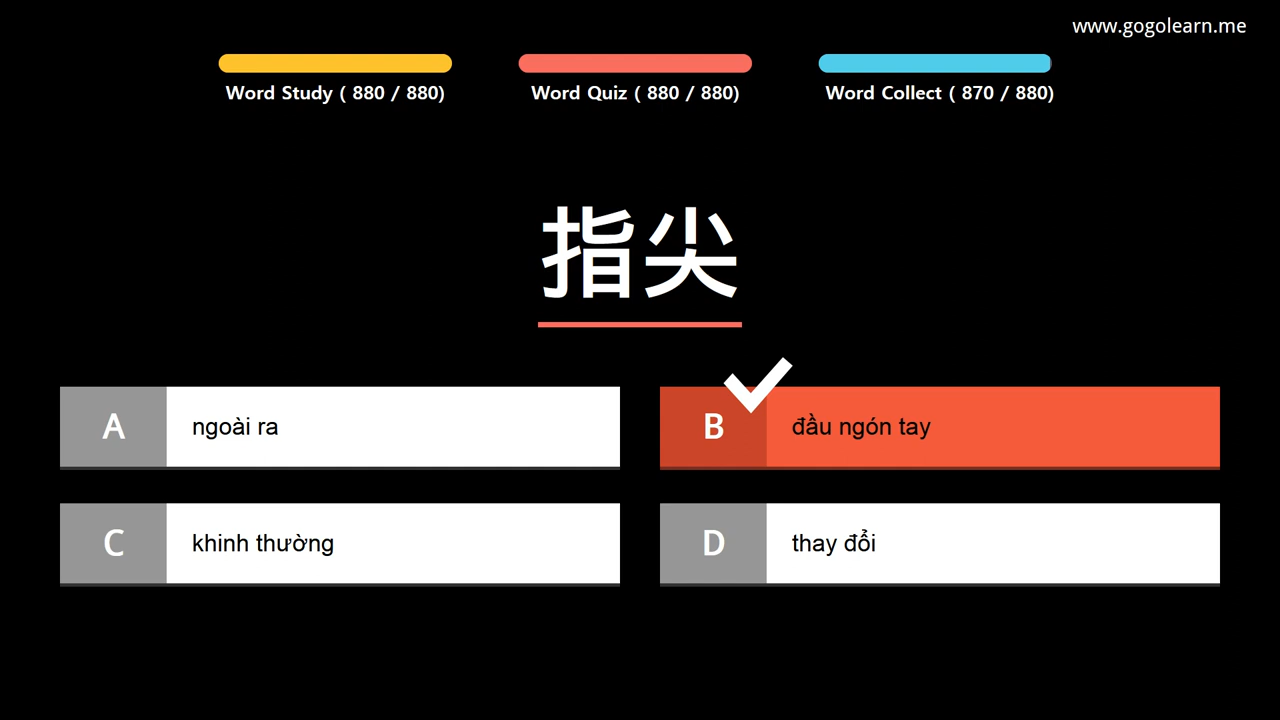 www.gogolearn.me
Word Study ( 880 / 880)
Word Quiz ( 880 / 880)
Word Collect ( 870 / 880)
指尖
A
ngoài ra
B
đầu ngón tay
C
khinh thường
D
thay đổi